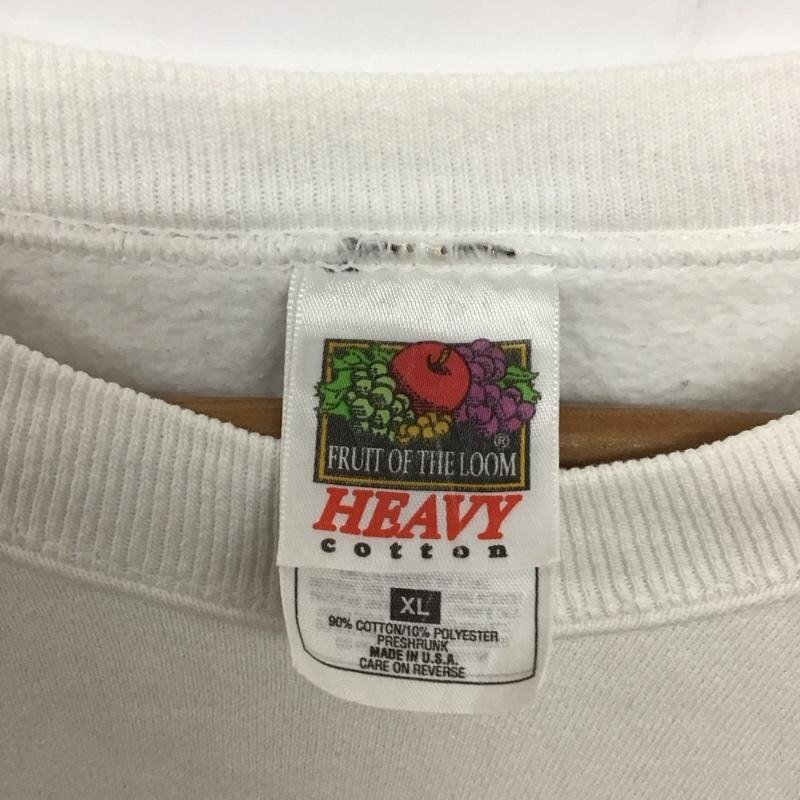 ®
FRUIT OF THE LOOM
HEAVY
cotton
XL
90% COTTON/10% POLYESTER
PRESHRUNK
MADE IN U.S.A.
CARE ON REVERSE